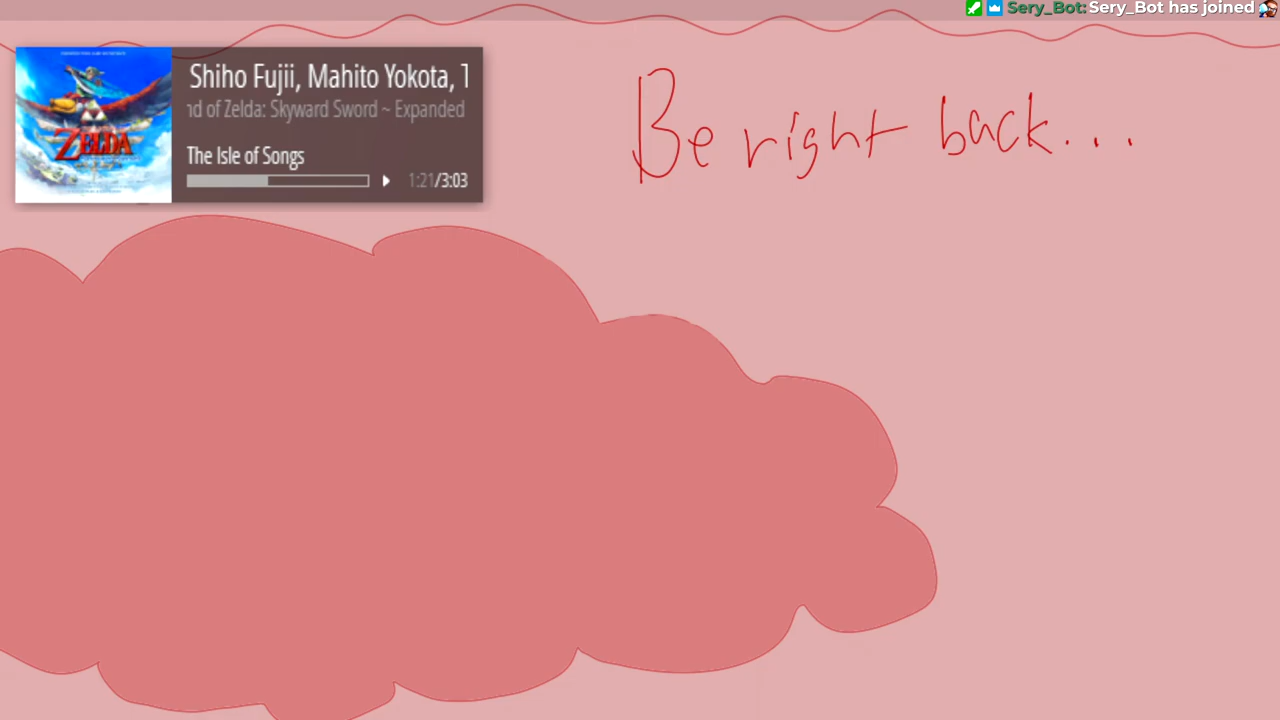 Sery_Bot: Sery_Bot has joined
Shiho Fujii, Mahito Yokota,
nd of Zelda: Skyward Sword ~ Expanded
The Isle of Songs
1:21/3:03
ZELDA
Be right back...